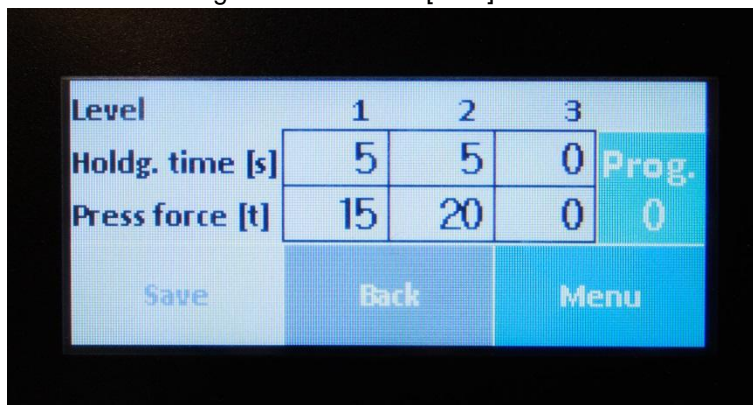 Level 1 2 3
Holdg. time [s] 5 5 0 Prog.
Press force [t] 15 20 0 0
Save Back Menu